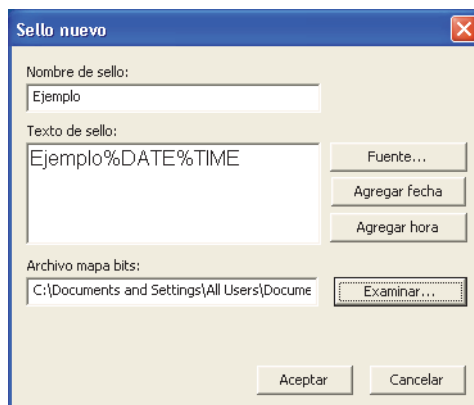 Sello nuevo
Nombre de sello:
Ejemplo
Texto de sello:
Ejemplo%DATE%TIME
Fuente...
Agregar fecha
Agregar hora
Archivo mapa bits:
C:\Documents and Settings\All Users\Docume
Examinar...
Aceptar
Cancelar